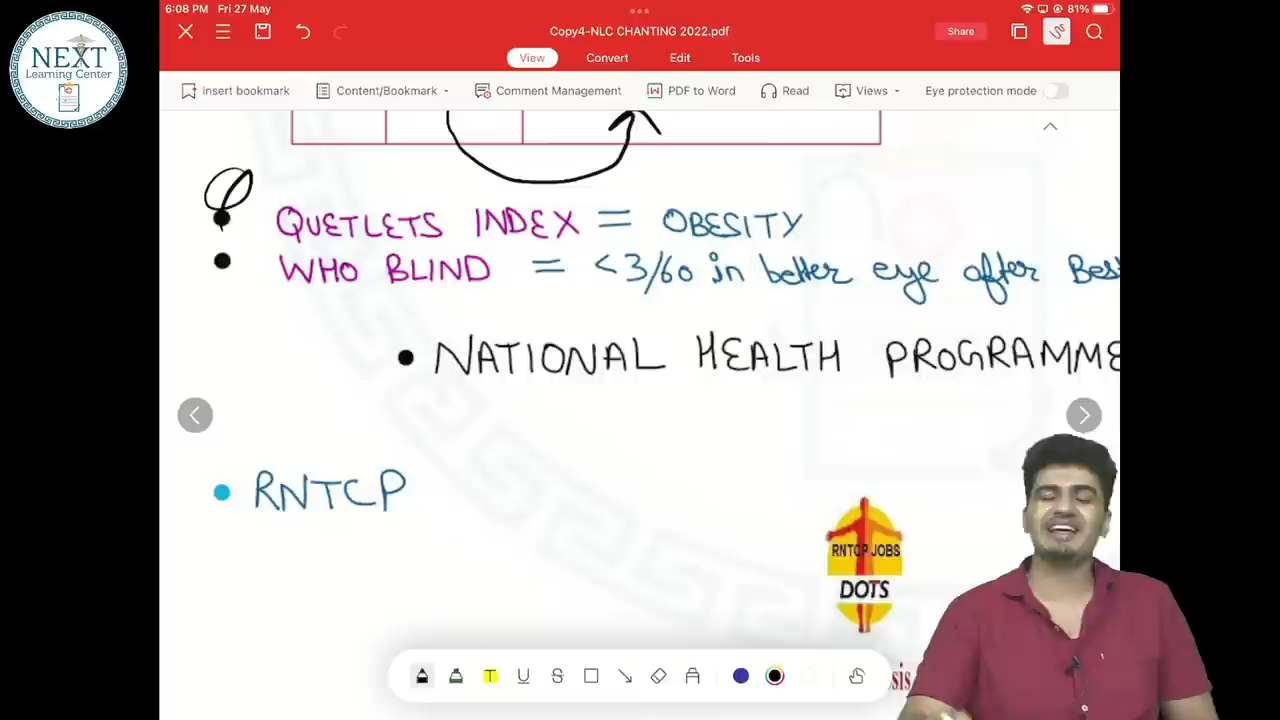 6:08 PM Fri 27 May
81%
NEXT
Learning Center
Copy4-NLC CHANTING 2022.pdf
Share
View Convert Edit Tools
Insert bookmark Content/Bookmark Comment Management PDF to Word Read Views Eye protection mode
QUETLETS INDEX = OBESITY
WHO BLIND = <3/60 in better eye after Bes
• NATIONAL HEALTH PROGRAMME
• RNTCP
RNTCP JOBS
DOTS
T U S
sis